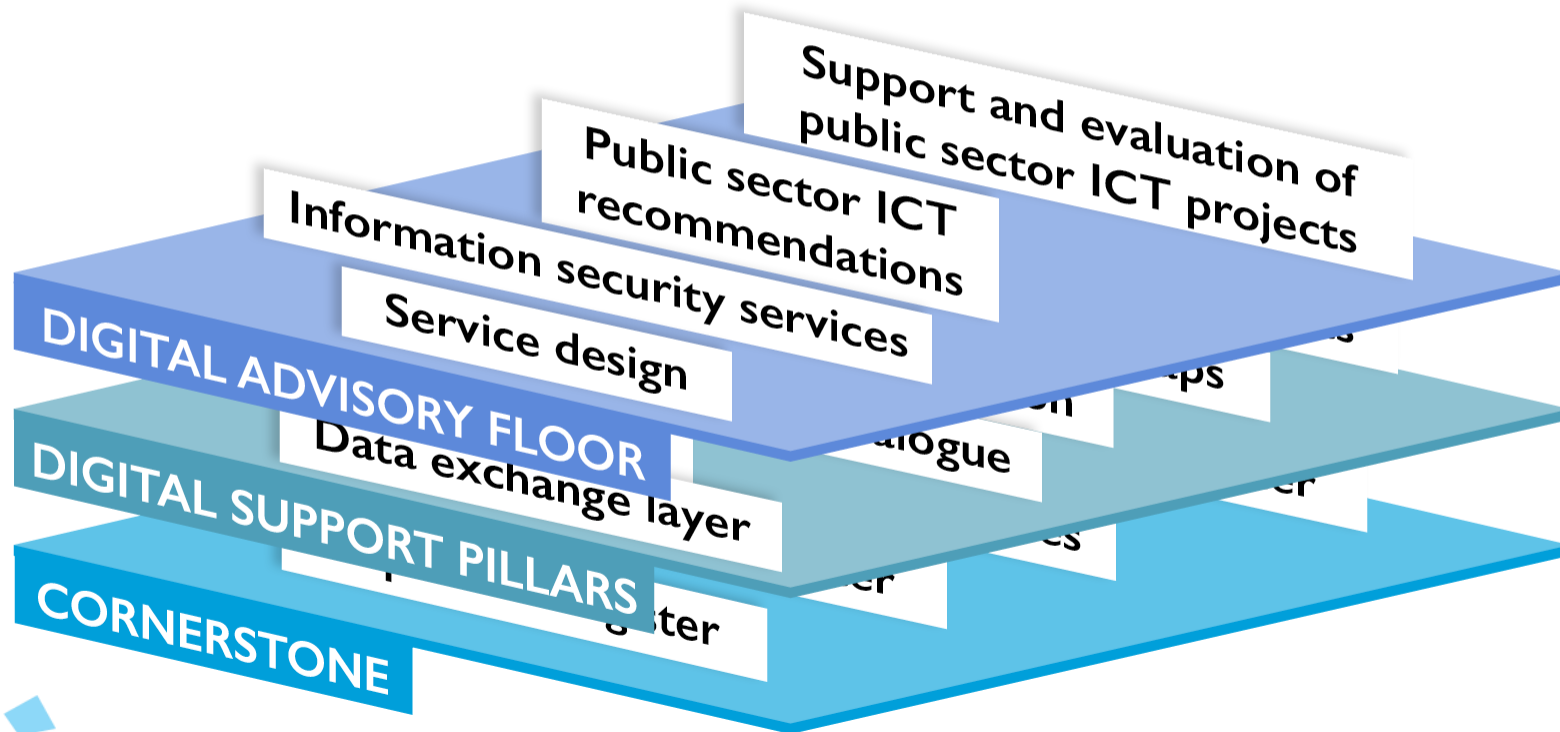 Support and evaluation of
public sector ICT projects
Public sector ICT
recommendations
Information security services
Service design
DIGITAL ADVISORY FLOOR
Data exchange layer
DIGITAL SUPPORT PILLARS
CORNERSTONE